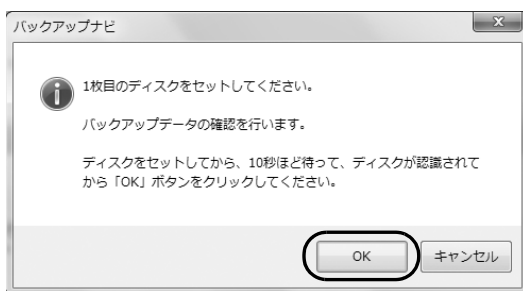 バックアップナビ
1枚目のディスクをセットしてください。
バックアップデータの確認を行います。
ディスクをセットしてから、10秒ほど待って、ディスクが認識されて
から「OK」ボタンをクリックしてください。
OK キャンセル